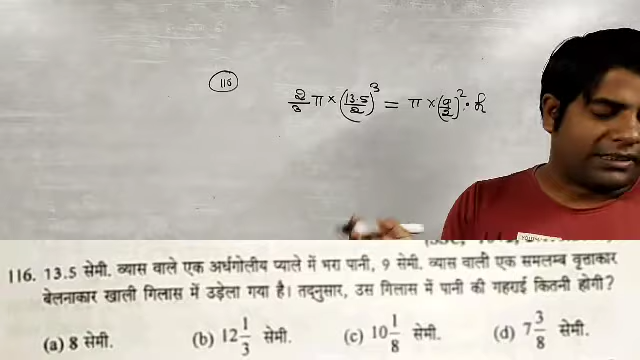 116
2/3 π × (13.5/2)³ = π × (9/2)² · h
116. 13.5 सेमी. व्यास वाले एक अर्धगोलीय प्याले में भरा पानी, 9 सेमी. व्यास वाली एक समलम्ब वृत्ताकार
बेलनाकार खाली गिलास में उड़ेला गया है। तद्नुसार, उस गिलास में पानी की गहराई कितनी होगी?
(a) 8 सेमी. (b) 12 1/3 सेमी. (c) 10 1/8 सेमी. (d) 7 3/8 सेमी.